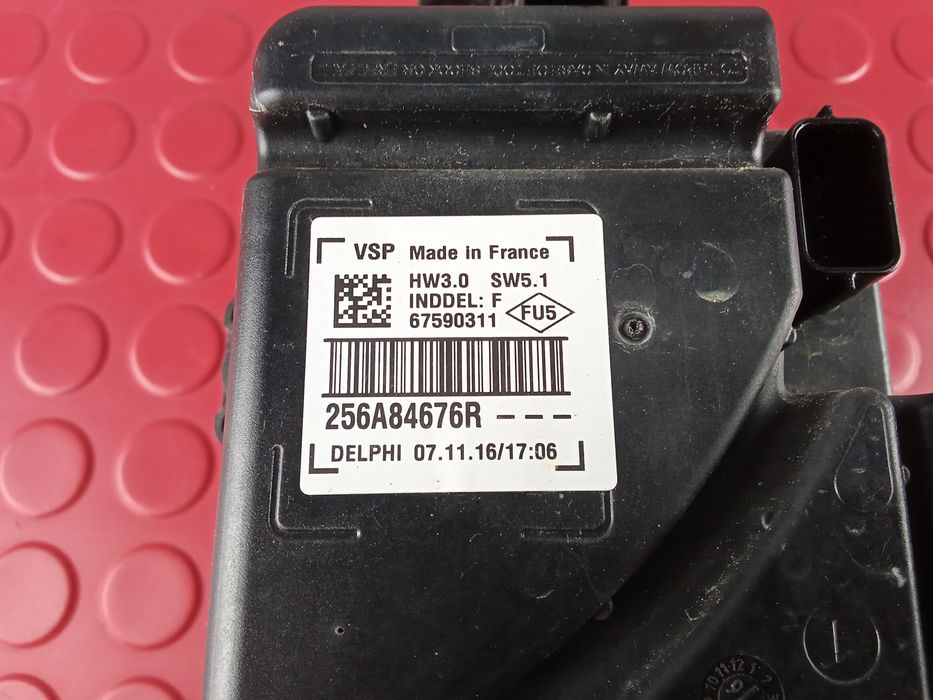 VSP Made in France
HW3.0 SW5.1
INDDEL: F
67590311
FU5
256A84676R - - -
DELPHI 07.11.16/17:06